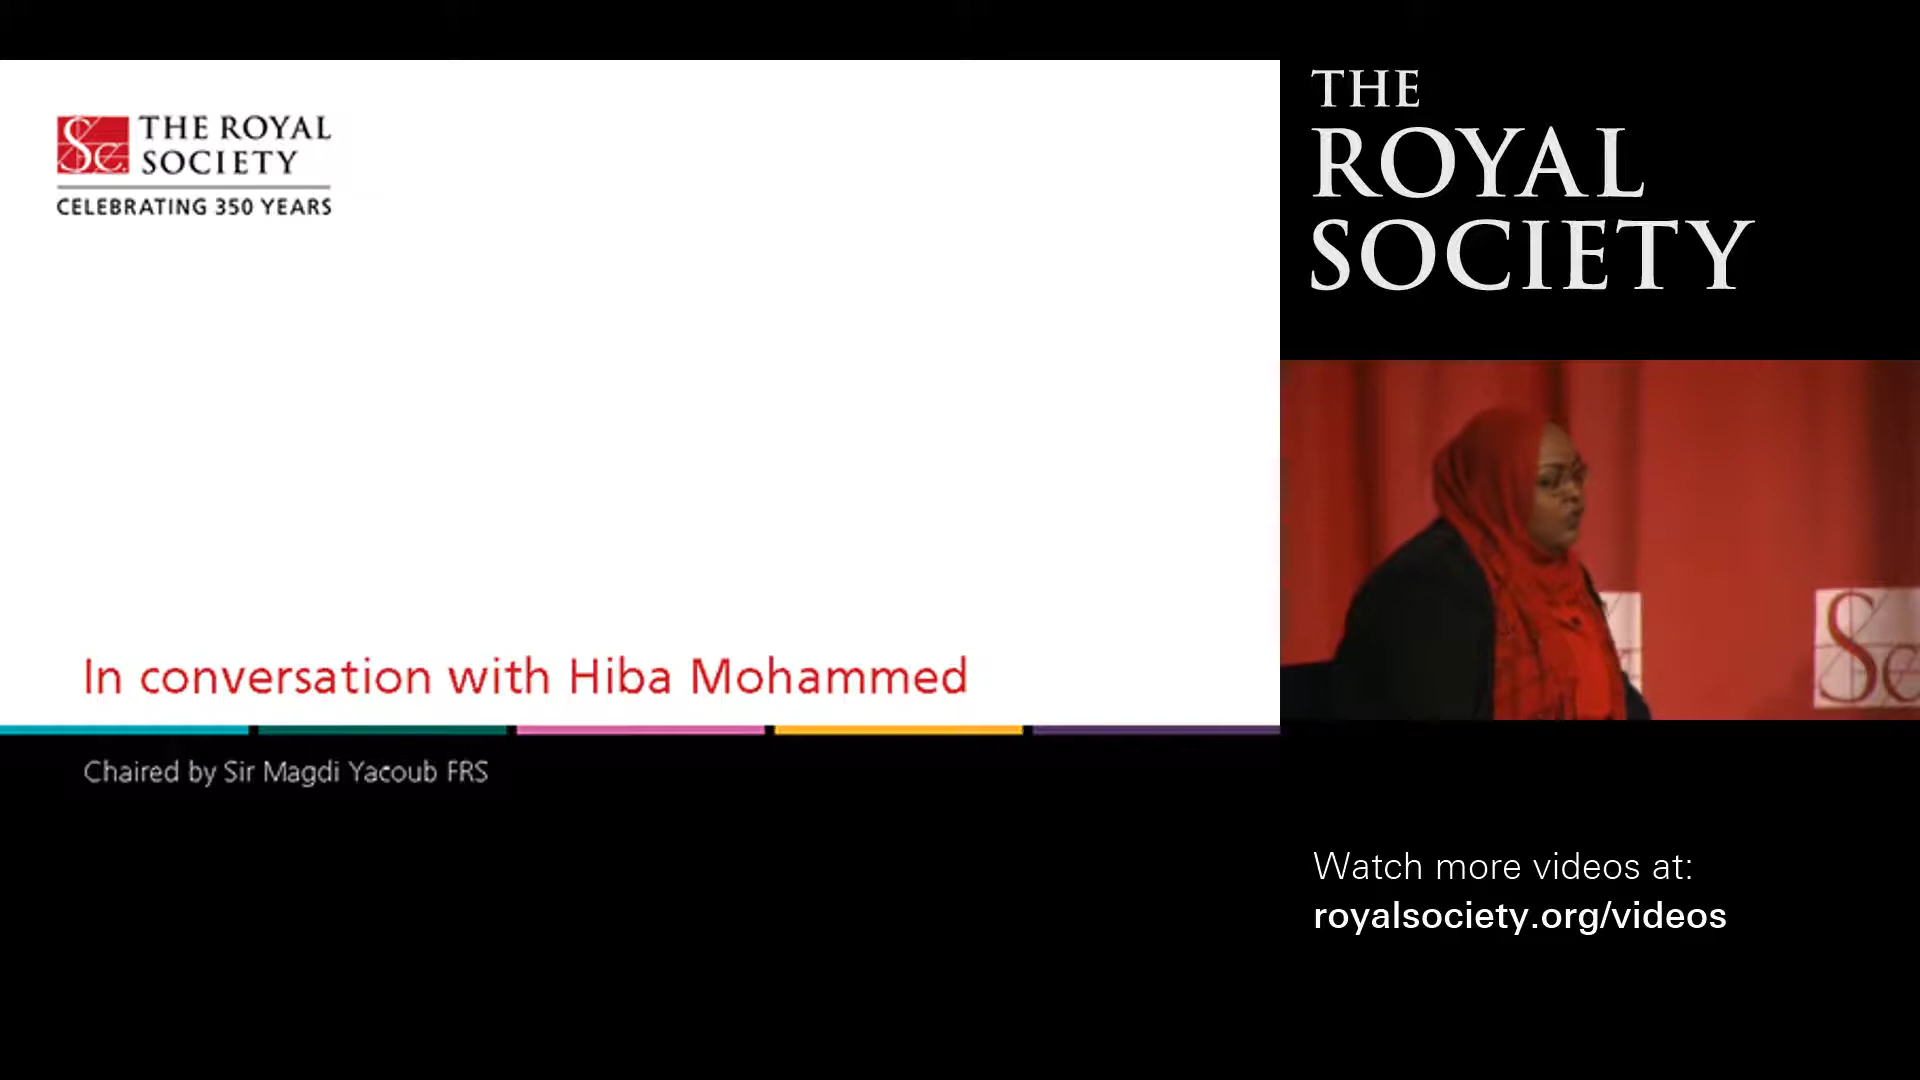 THE ROYAL
SOCIETY
CELEBRATING 350 YEARS
In conversation with Hiba Mohammed
Chaired by Sir Magdi Yacoub FRS
THE
ROYAL
SOCIETY
Watch more videos at:
royalsociety.org/videos